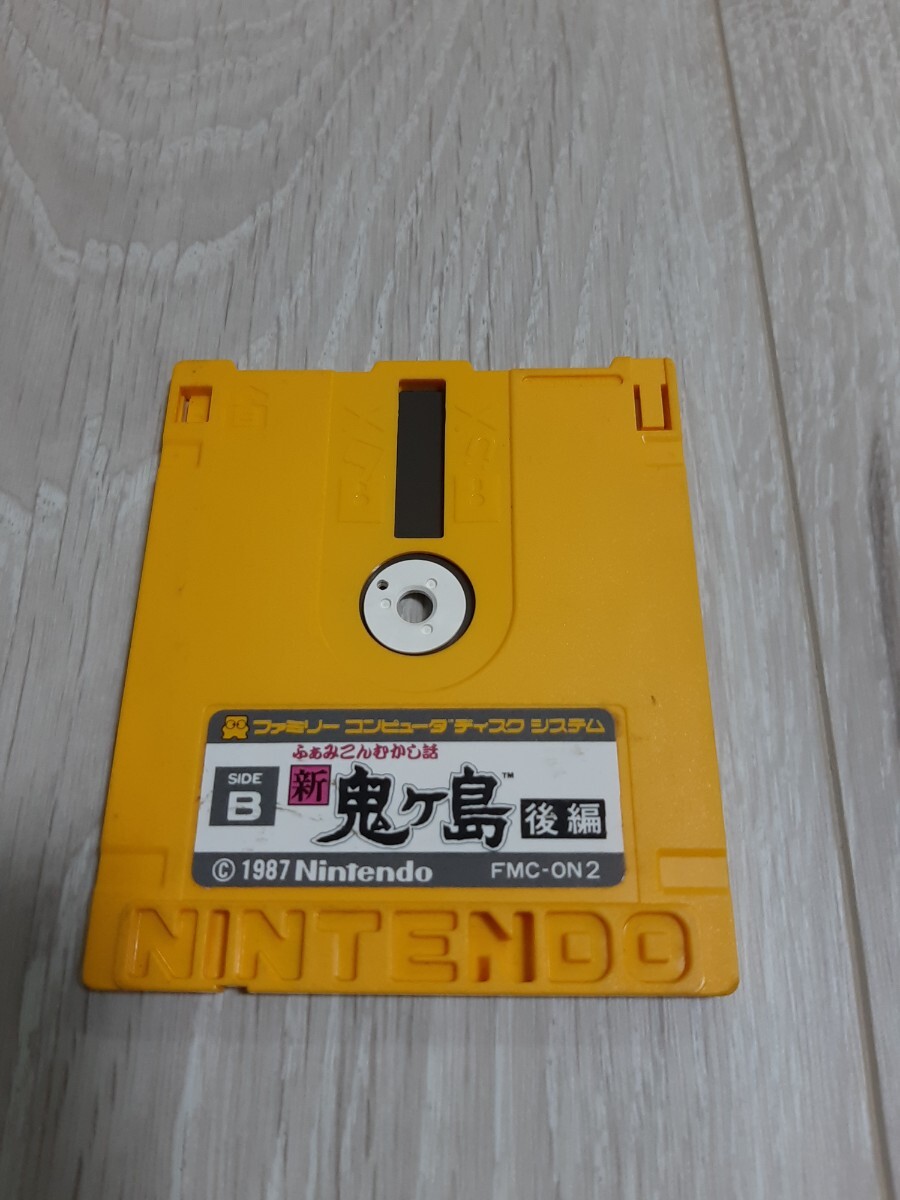 ファミリー コンピュータ ディスク システム
ふぁみこんむかし話
SIDE B
新 鬼ヶ島™ 後編
© 1987 Nintendo FMC-ON2
NINTENDO